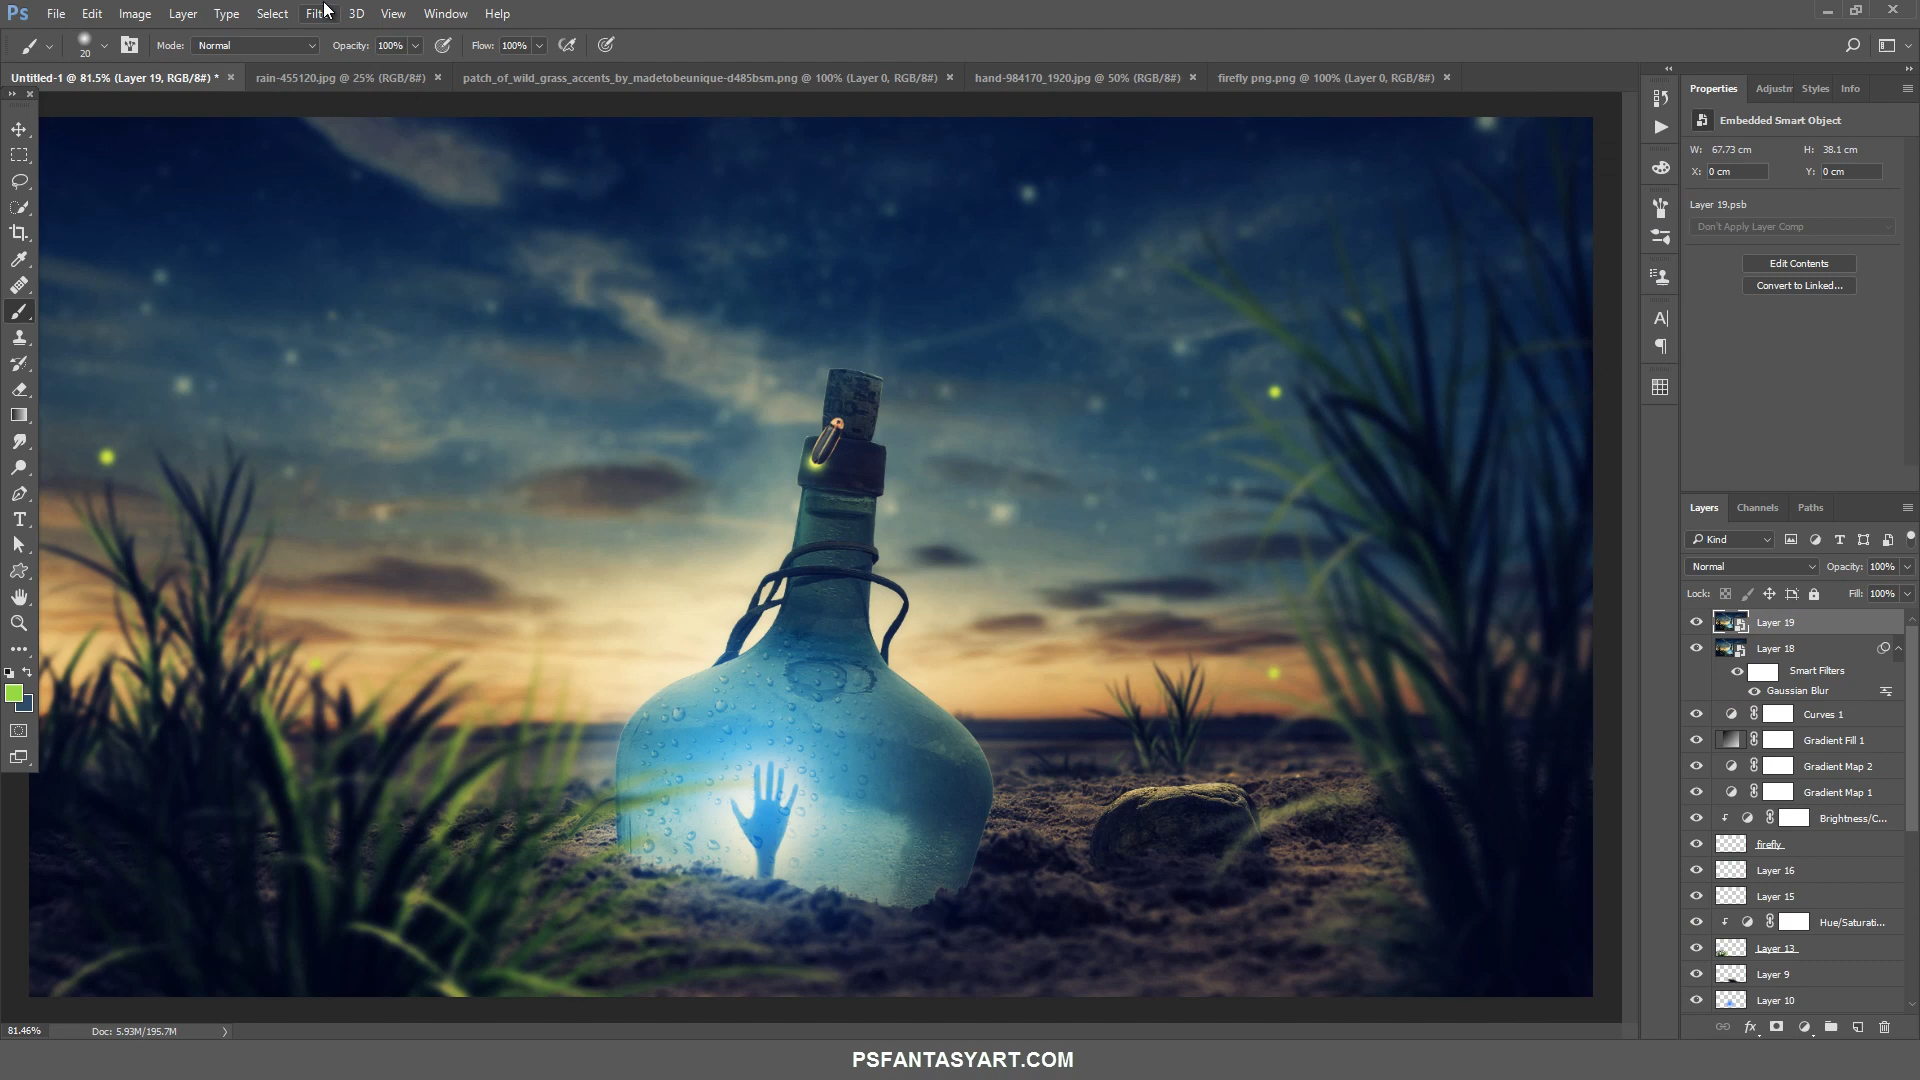 Ps File Edit Image Layer Type Select Filt 3D View Window Help
20 Mode: Normal Opacity: 100% Flow: 100%
Untitled-1 @ 81.5% (Layer 19, RGB/8#) * × rain-455120.jpg @ 25% (RGB/8#) × patch_of_wild_grass_accents_by_madetobeunique-d485bsm.png @ 100% (Layer 0, RGB/8#) × hand-984170_1920.jpg @ 50% (RGB/8#) × firefly png.png @ 100% (Layer 0, RGB/8#) ×
Properties Adjustm Styles Info
Embedded Smart Object
W: 67.73 cm H: 38.1 cm
X: 0 cm Y: 0 cm
Layer 19.psb
Don't Apply Layer Comp
Edit Contents
Convert to Linked...
Layers Channels Paths
Kind
Normal Opacity: 100%
Lock: Fill: 100%
Layer 19
Layer 18
Smart Filters
Gaussian Blur
Curves 1
Gradient Fill 1
Gradient Map 2
Gradient Map 1
Brightness/C...
firefly
Layer 16
Layer 15
Hue/Saturati...
Layer 13
Layer 9
Layer 10
fx
81.46% Doc: 5.93M/195.7M
PSFANTASYART.COM